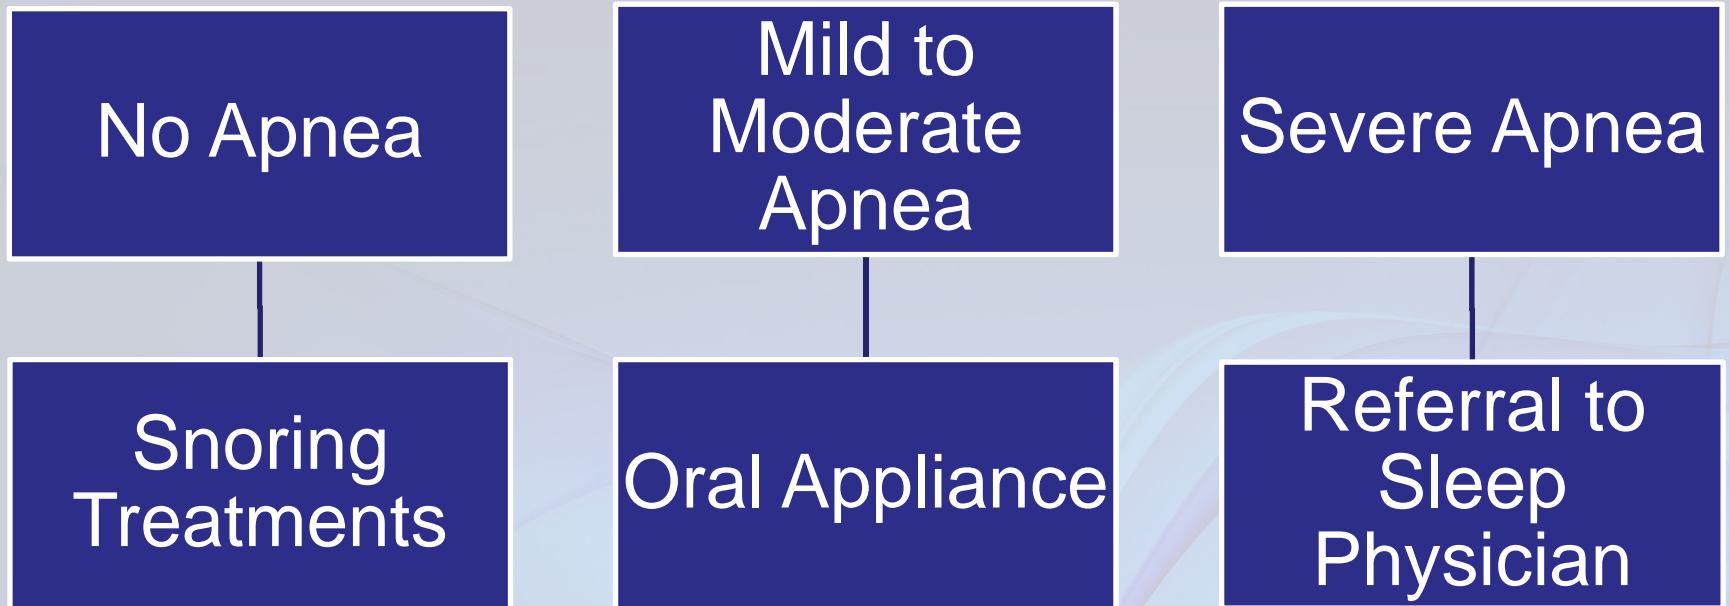 No Apnea
Mild to
Moderate
Apnea
Severe Apnea
Snoring
Treatments
Oral Appliance
Referral to
Sleep
Physician